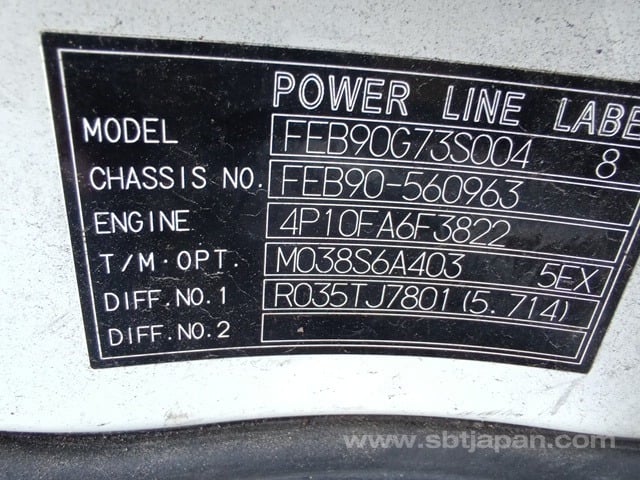 POWER LINE LABE
MODEL FEB90G73S004 8
CHASSIS NO. FEB90-560963
ENGINE 4P10FA6F3822
T/M·OPT. M038S6A403 5EX
DIFF.NO.1 R035TJ7801(5.714)
DIFF.NO.2
www.sbtjapan.com